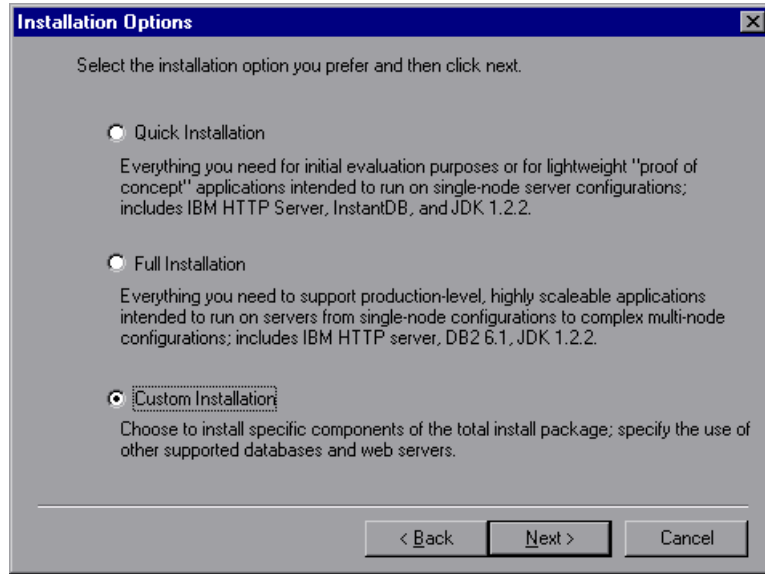 Installation Options
Select the installation option you prefer and then click next.
Quick Installation
Everything you need for initial evaluation purposes or for lightweight "proof of
concept" applications intended to run on single-node server configurations;
includes IBM HTTP Server, InstantDB, and JDK 1.2.2.
Full Installation
Everything you need to support production-level, highly scaleable applications
intended to run on servers from single-node configurations to complex multi-node
configurations; includes IBM HTTP server, DB2 6.1, JDK 1.2.2.
Custom Installation
Choose to install specific components of the total install package; specify the use of
other supported databases and web servers.
< Back Next > Cancel